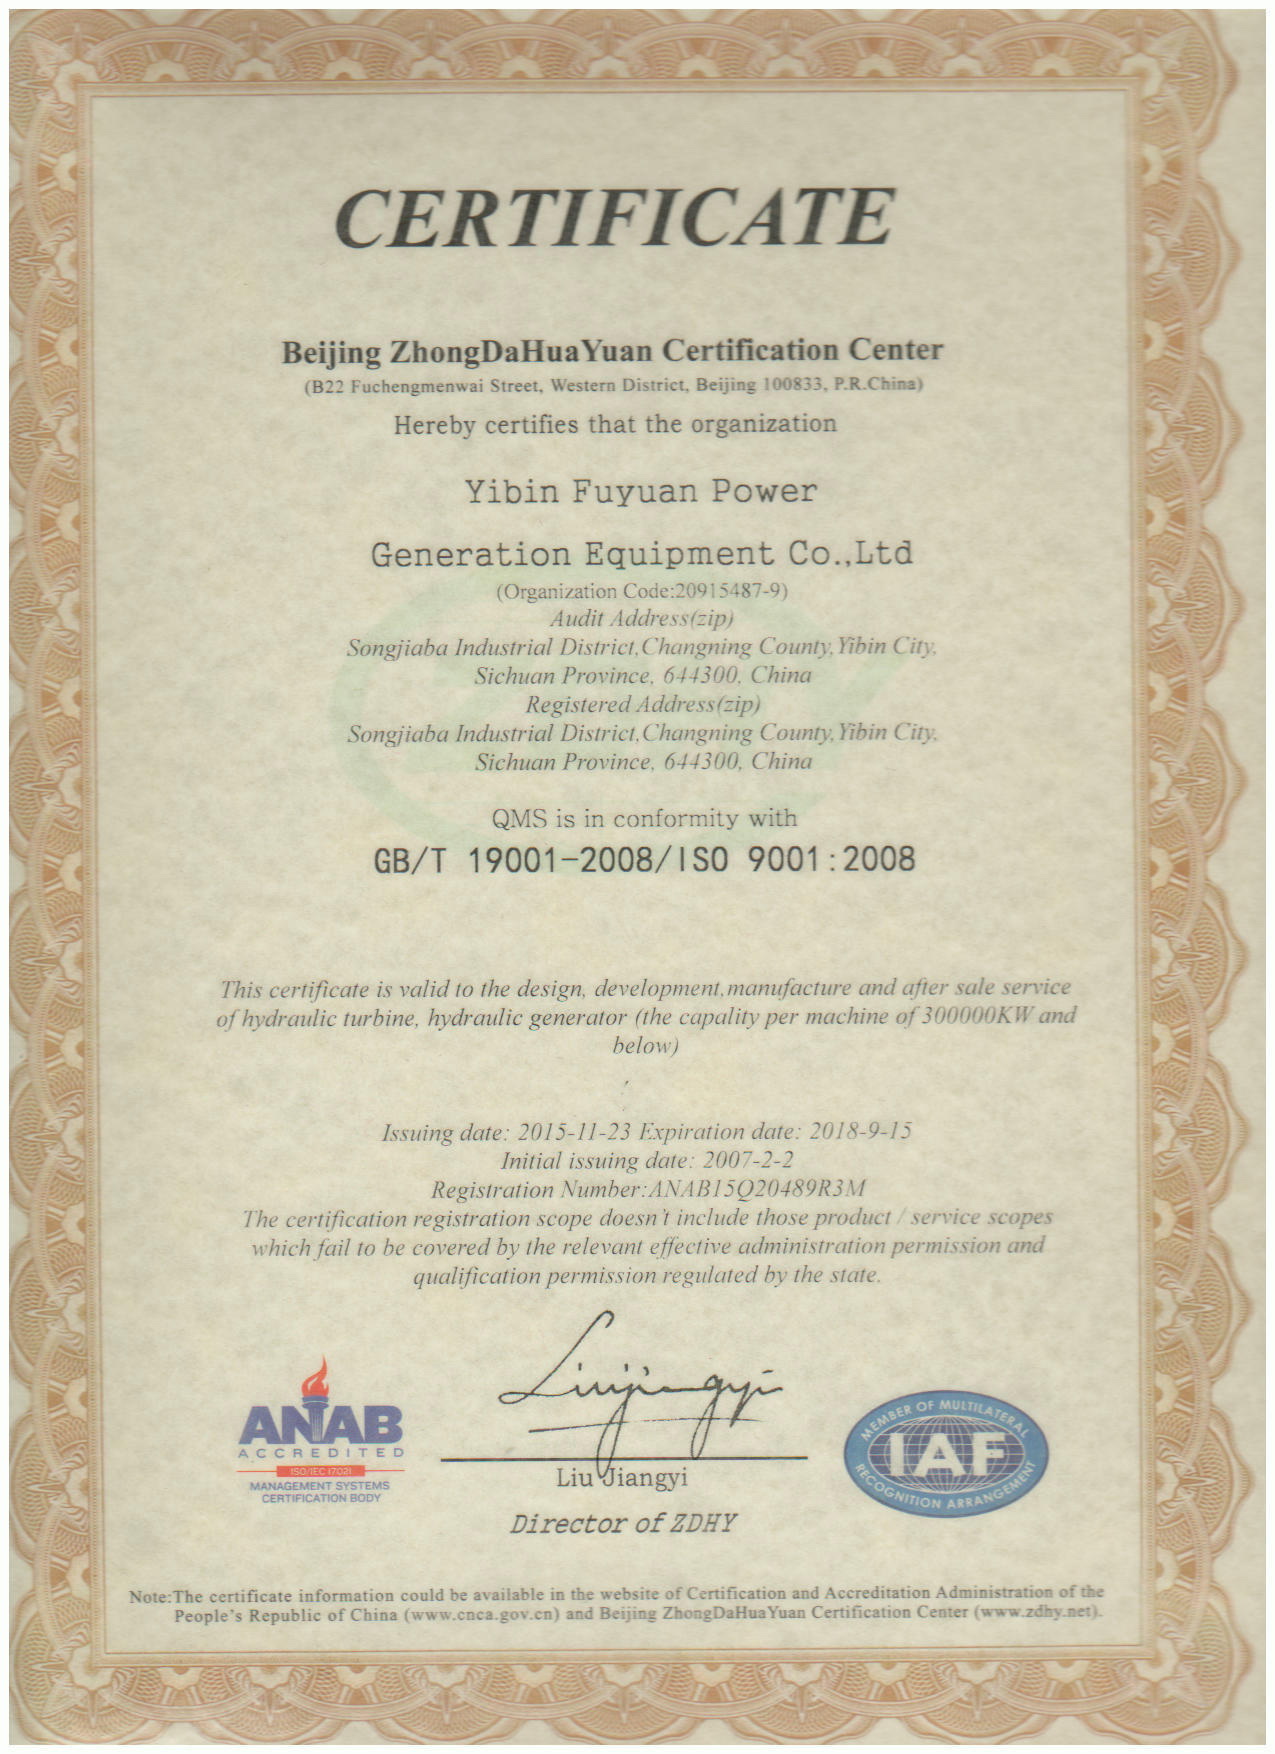 CERTIFICATE
Beijing ZhongDaHuaYuan Certification Center
(B22 Fuchengmenwai Street, Western District, Beijing 100833, P.R.China)
Hereby certifies that the organization
Yibin Fuyuan Power
Generation Equipment Co.,Ltd
(Organization Code:20915487-9)
Audit Address(zip)
Songjiaba Industrial District,Changning County,Yibin City,
Sichuan Province, 644300, China
Registered Address(zip)
Songjiaba Industrial District,Changning County,Yibin City,
Sichuan Province, 644300, China
QMS is in conformity with
GB/T 19001-2008/ISO 9001:2008
This certificate is valid to the design, development,manufacture and after sale service
of hydraulic turbine, hydraulic generator (the capality per machine of 300000KW and
below)
Issuing date: 2015-11-23 Expiration date: 2018-9-15
Initial issuing date: 2007-2-2
Registration Number:ANAB15Q20489R3M
The certification registration scope doesn't include those product / service scopes
which fail to be covered by the relevant effective administration permission and
qualification permission regulated by the state.
Liujiangyi
ANAB
ACCREDITED
ISO/IEC 17021
MANAGEMENT SYSTEMS
CERTIFICATION BODY
MEMBER OF MULTILATERAL
IAF
RECOGNITION ARRANGEMENT
Liu Jiangyi
Director of ZDHY
Note:The certificate information could be available in the website of Certification and Accreditation Administration of the
People's Republic of China (www.cnca.gov.cn) and Beijing ZhongDaHuaYuan Certification Center (www.zdhy.net).